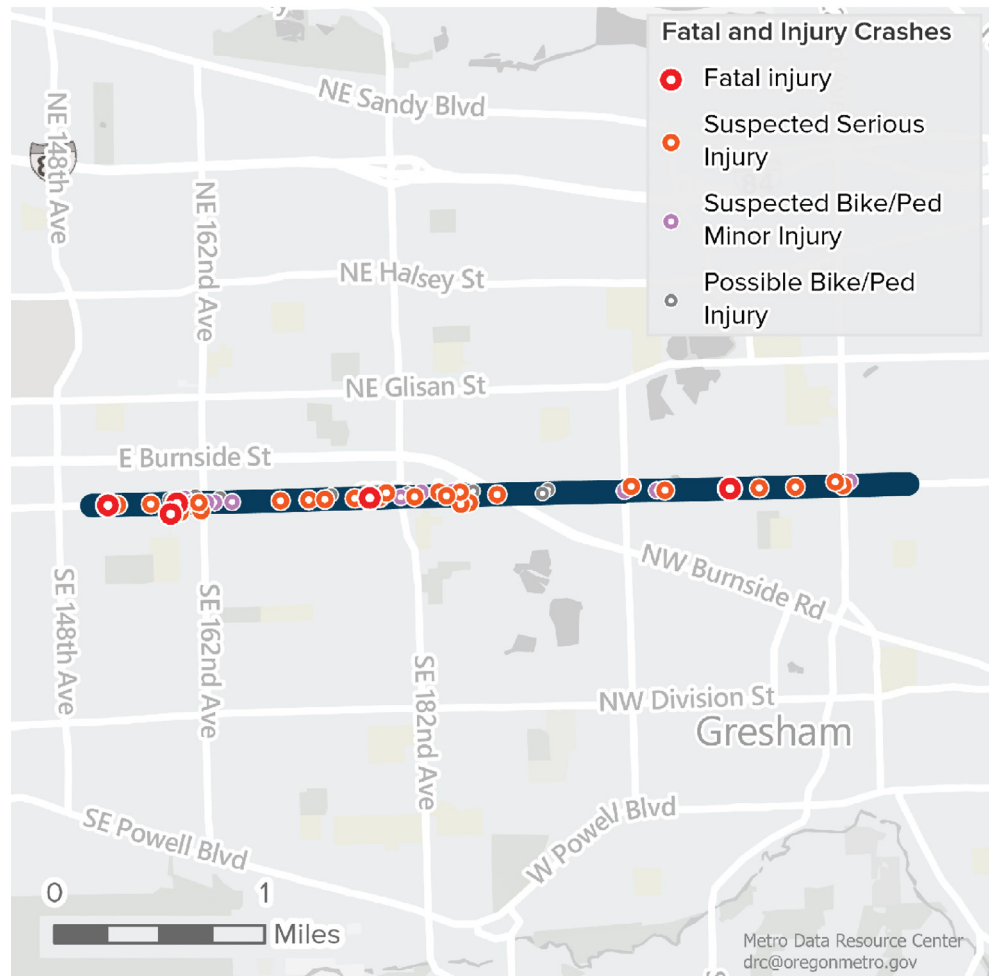 Fatal and Injury Crashes
Fatal injury
Suspected Serious
Injury
Suspected Bike/Ped
Minor Injury
Possible Bike/Ped
Injury
NE Sandy Blvd
NE 148th Ave
NE 162nd Ave
NE Halsey St
NE Glisan St
E Burnside St
SE 148th Ave
SE 162nd Ave
SE 182nd Ave
NW Burnside Rd
NW Division St
Gresham
SE Powell Blvd
W Powell Blvd
0 1
Miles
Metro Data Resource Center
drc@oregonmetro.gov